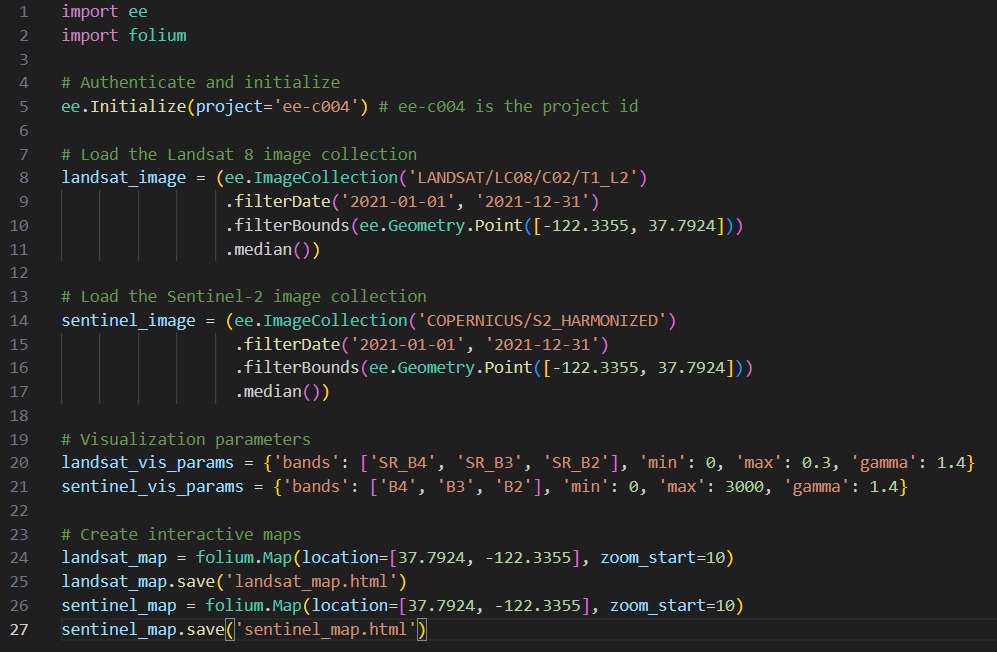 1 import ee
2 import folium
3
4 # Authenticate and initialize
5 ee.Initialize(project='ee-c004') # ee-c004 is the project id
6
7 # Load the Landsat 8 image collection
8 landsat_image = (ee.ImageCollection('LANDSAT/LC08/C02/T1_L2')
9                  .filterDate('2021-01-01', '2021-12-31')
10                  .filterBounds(ee.Geometry.Point([-122.3355, 37.7924]))
11                  .median())
12
13 # Load the Sentinel-2 image collection
14 sentinel_image = (ee.ImageCollection('COPERNICUS/S2_HARMONIZED')
15                   .filterDate('2021-01-01', '2021-12-31')
16                   .filterBounds(ee.Geometry.Point([-122.3355, 37.7924]))
17                   .median())
18
19 # Visualization parameters
20 landsat_vis_params = {'bands': ['SR_B4', 'SR_B3', 'SR_B2'], 'min': 0, 'max': 0.3, 'gamma': 1.4}
21 sentinel_vis_params = {'bands': ['B4', 'B3', 'B2'], 'min': 0, 'max': 3000, 'gamma': 1.4}
22
23 # Create interactive maps
24 landsat_map = folium.Map(location=[37.7924, -122.3355], zoom_start=10)
25 landsat_map.save('landsat_map.html')
26 sentinel_map = folium.Map(location=[37.7924, -122.3355], zoom_start=10)
27 sentinel_map.save('sentinel_map.html')